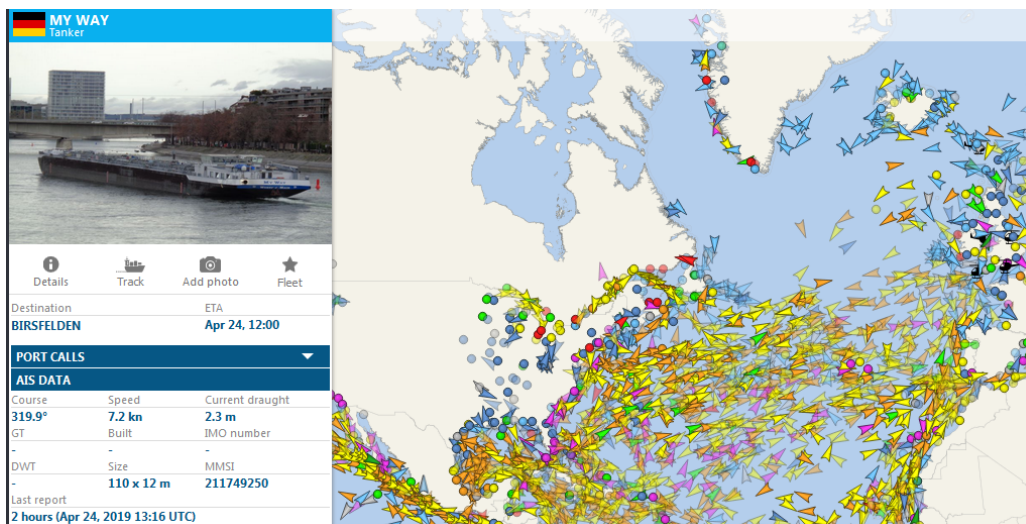 MY WAY
Tanker
Details Track Add photo Fleet
Destination ETA
BIRSFELDEN Apr 24, 12:00
PORT CALLS
AIS DATA
Course Speed Current draught
319.9° 7.2 kn 2.3 m
GT Built IMO number
- - -
DWT Size MMSI
- 110 x 12 m 211749250
Last report
2 hours (Apr 24, 2019 13:16 UTC)